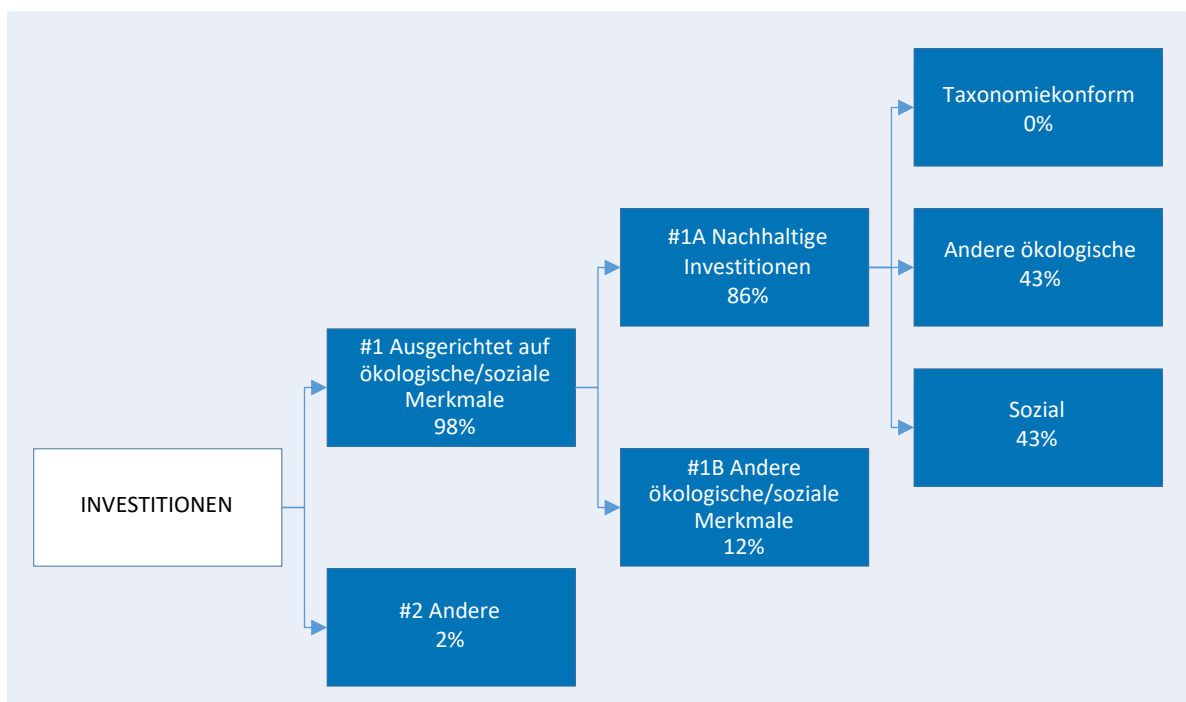 INVESTITIONEN
#1 Ausgerichtet auf
ökologische/soziale
Merkmale
98%
#2 Andere
2%
#1A Nachhaltige
Investitionen
86%
#1B Andere
ökologische/soziale
Merkmale
12%
Taxonomiekonform
0%
Andere ökologische
43%
Sozial
43%